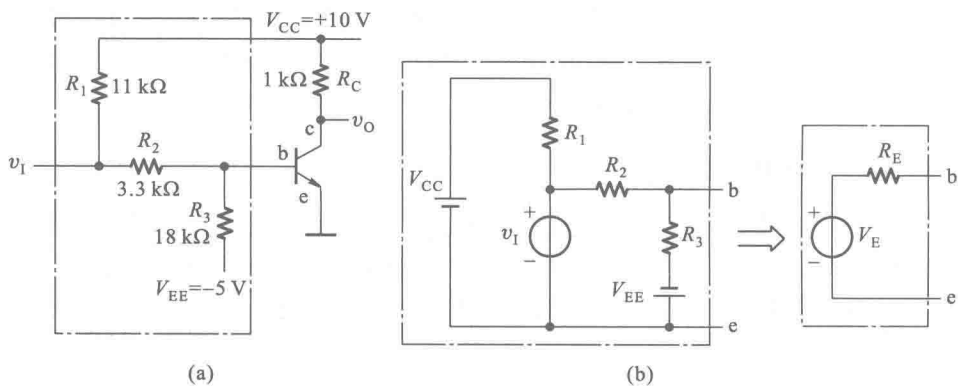 V_CC=+10 V
R_1
11 kΩ
1 kΩ
R_C
c
v_O
R_2
b
v_I
3.3 kΩ
e
R_3
18 kΩ
V_EE=−5 V
(a)
R_1
V_CC
R_2
b
v_I
+
−
R_3
V_EE
e
(b)
R_E
b
+
V_E
−
e